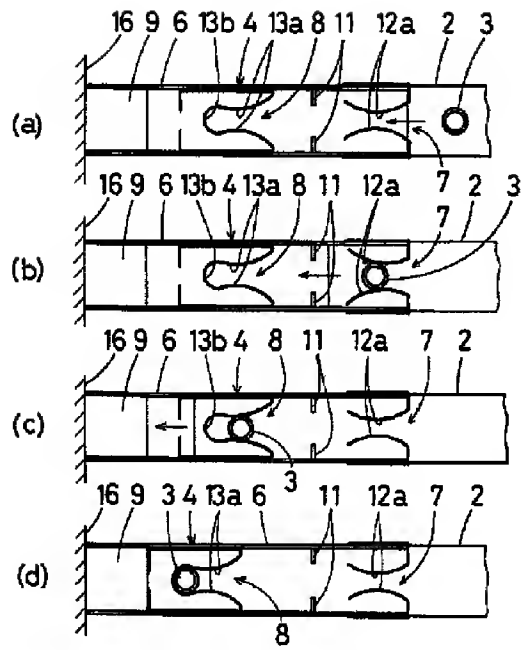 16 9 6 13b 4 13a 8 11 12a 2 3
(a)
7
16 9 6 13b 4 13a 8 11 12a 7 2 3
(b)
16 9 6 13b 4 8 11 12a 7 2
(c)
3
16 9 3 4 13a 6 11 12a 7 2
(d)
8